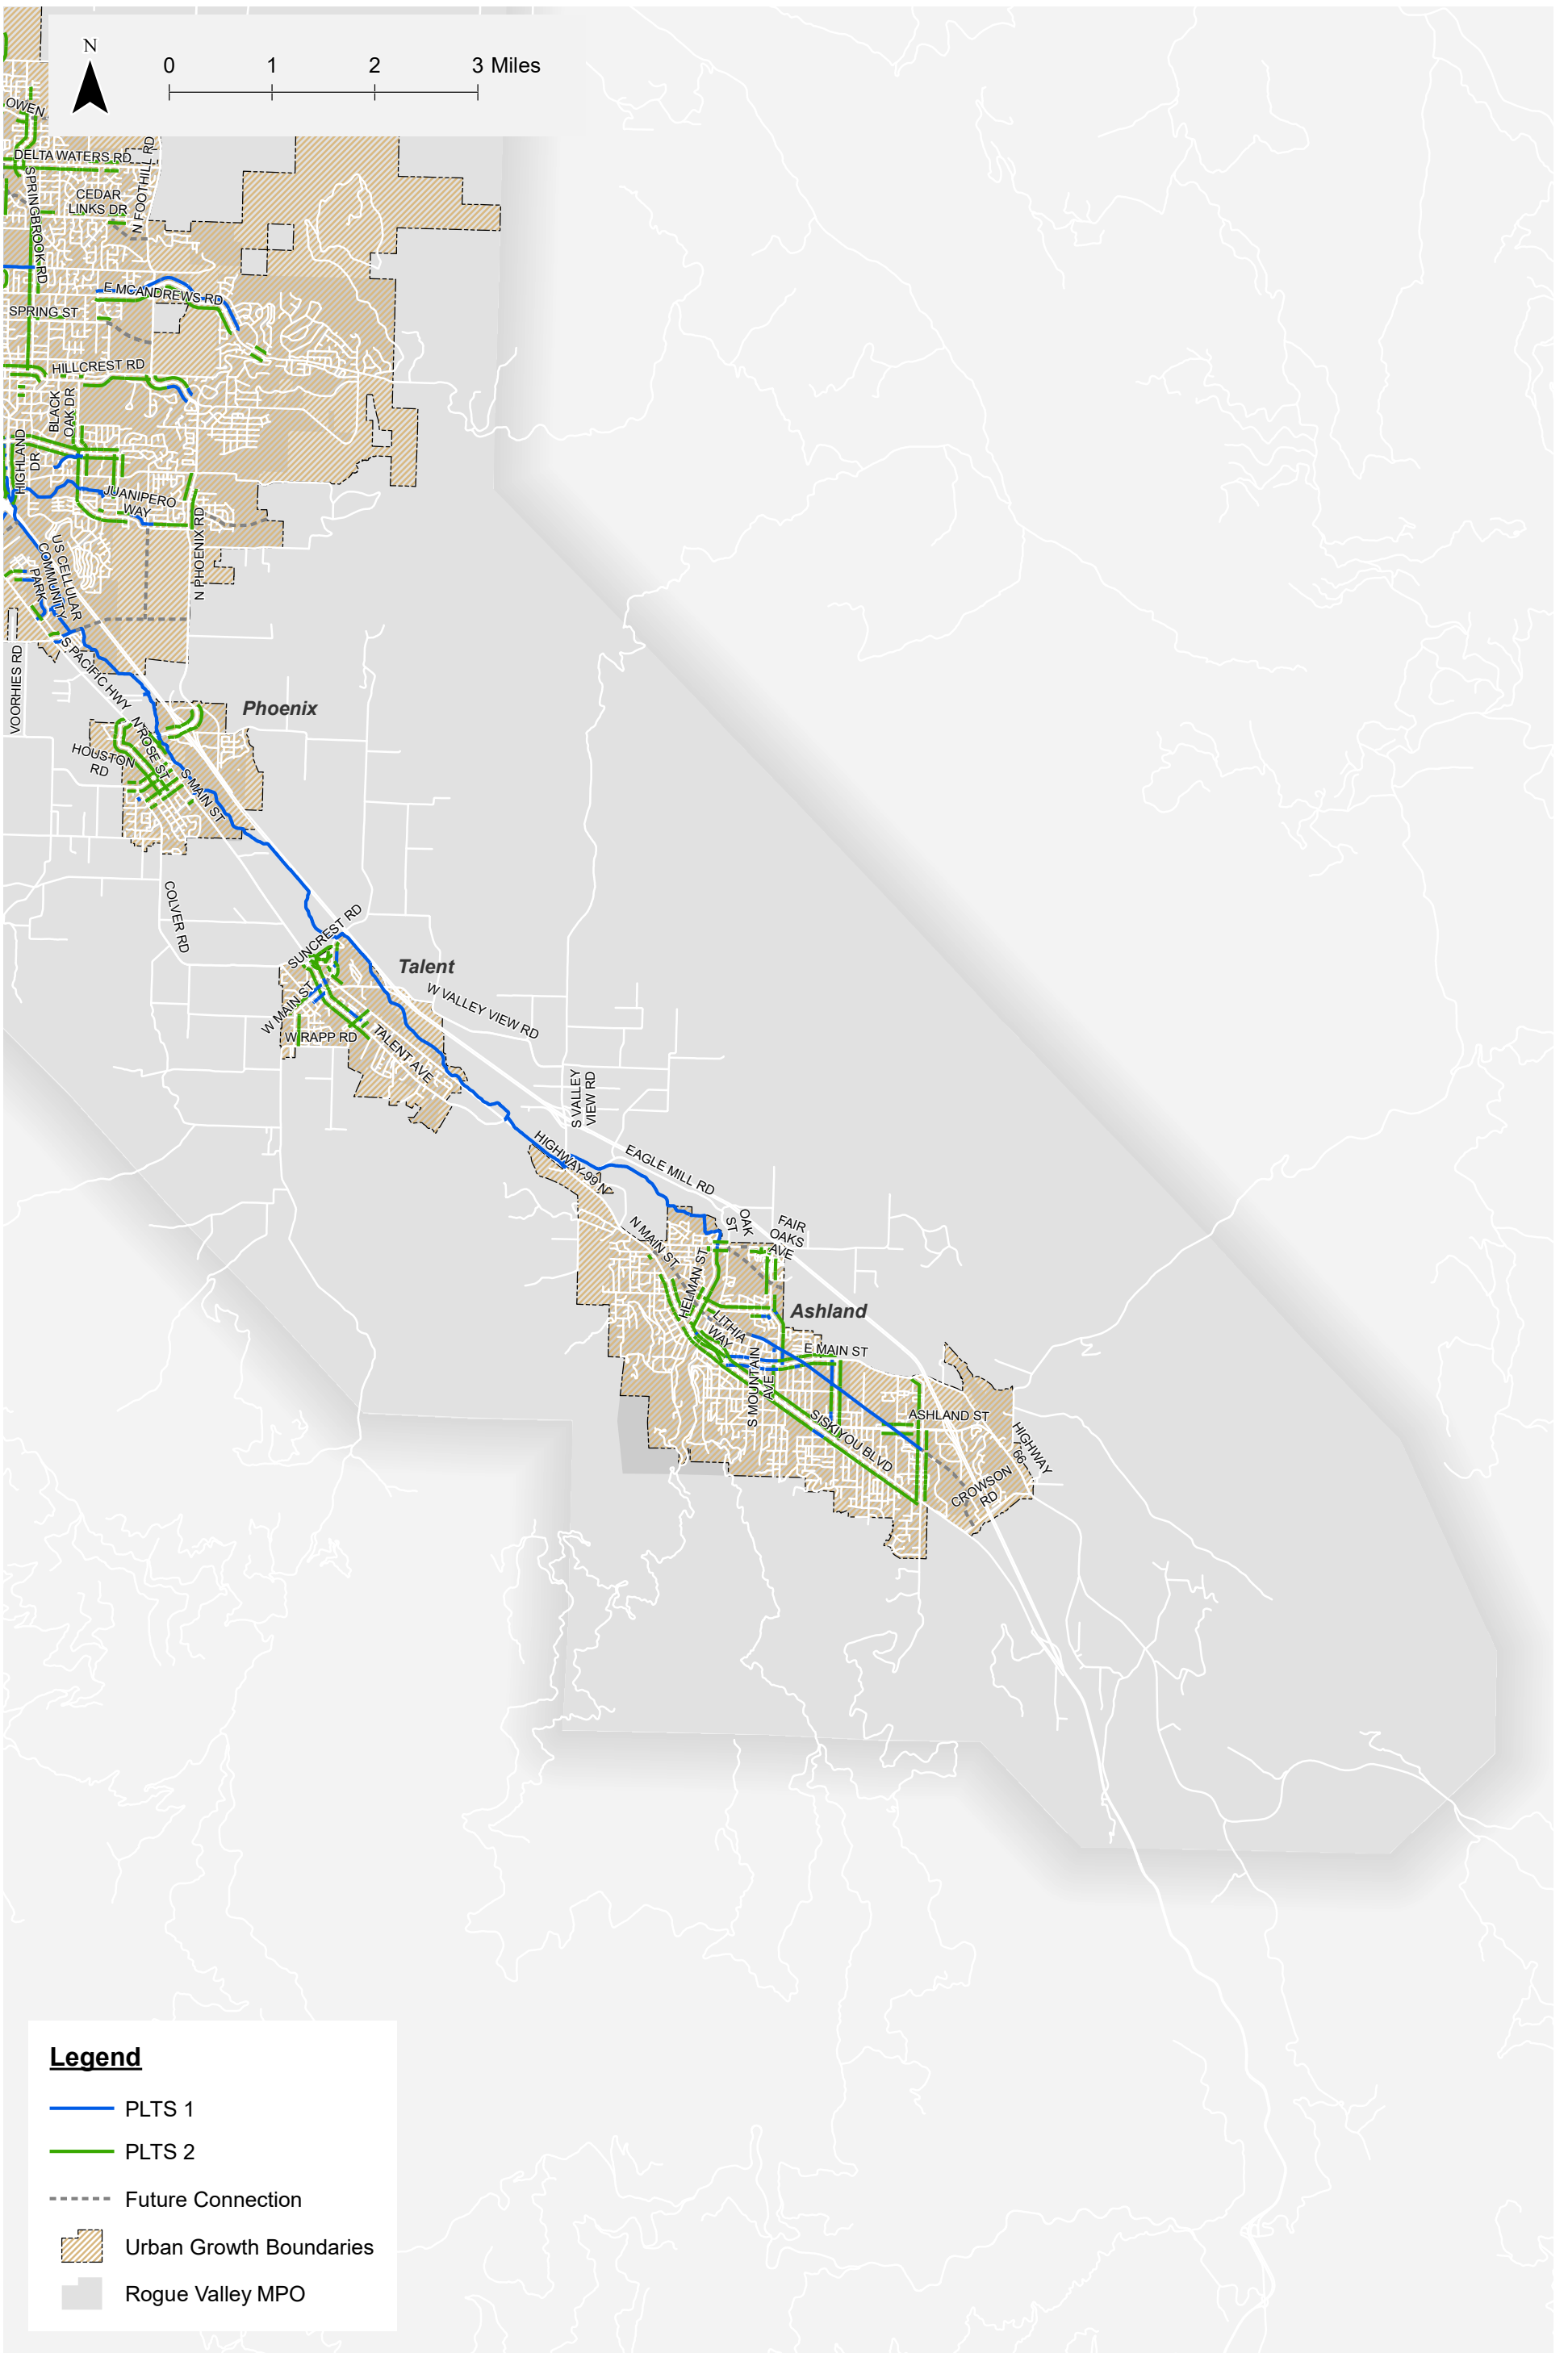 N
0 1 2 3 Miles
OWEN
DELTA WATERS RD
N FOOTHILL RD
SPRINGBROOK RD
CEDAR
LINKS DR
E MCANDREWS RD
SPRING ST
HILLCREST RD
BLACK
OAK DR
HIGHLAND
DR
JUANIPERO
WAY
N PHOENIX RD
US CELLULAR
COMMUNITY
PARK
S PACIFIC HWY
VOORHIES RD
Phoenix
N ROSE ST
HOUSTON
RD
S MAIN ST
COLVER RD
SUNCREST RD
Talent
W MAIN ST
W VALLEY VIEW RD
W RAPP RD
TALENT AVE
S VALLEY
VIEW RD
HIGHWAY 99 N
EAGLE MILL RD
OAK
ST
FAIR
OAKS
AVE
N MAIN ST
HELMAN ST
Ashland
LITHIA
WAY
E MAIN ST
S MOUNTAIN
AVE
SISKIYOU BLVD
ASHLAND ST
HIGHWAY
66
CROWSON
RD
Legend
PLTS 1
PLTS 2
Future Connection
Urban Growth Boundaries
Rogue Valley MPO